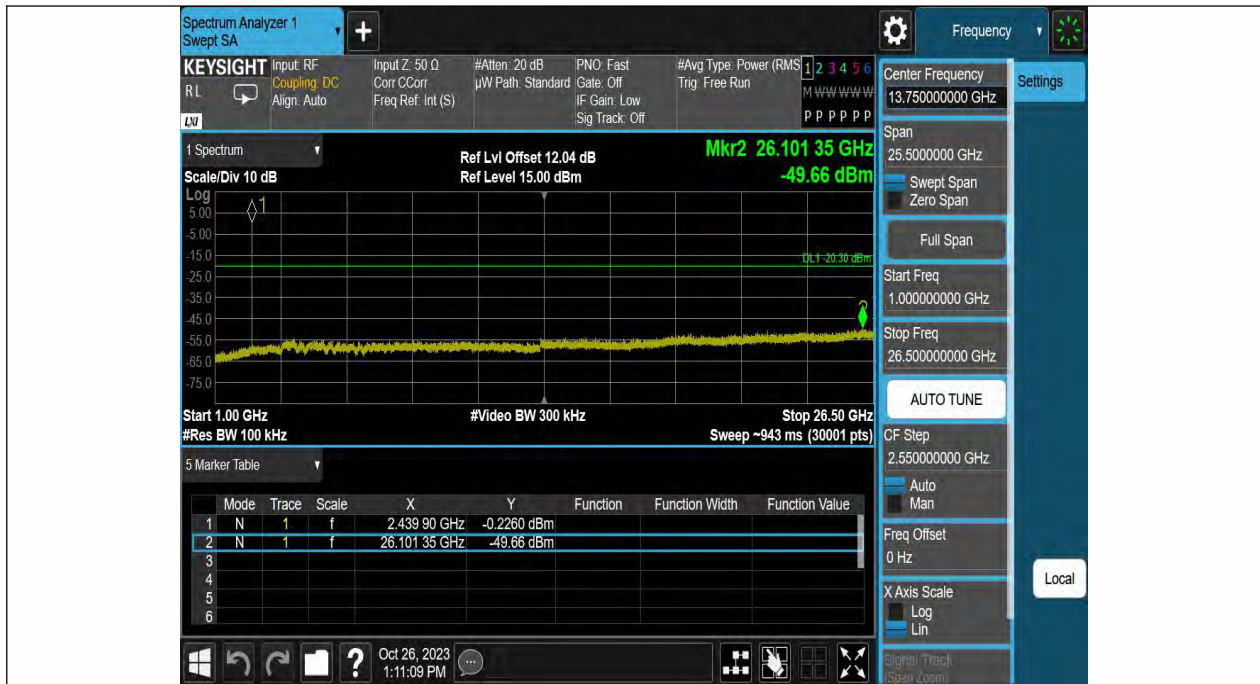 Spectrum Analyzer 1
Swept SA
+
Frequency
KEYSIGHT
RL
LXI
Input: RF
Coupling: DC
Align: Auto
Input Z: 50 Ω
Corr CCorr
Freq Ref: Int (S)
#Atten: 20 dB
µW Path: Standard
PNO: Fast
Gate: Off
IF Gain: Low
Sig Track: Off
#Avg Type: Power (RMS
Trig: Free Run
1 2 3 4 5 6
M W W W W W
P P P P P P
1 Spectrum
Scale/Div 10 dB
Ref Lvl Offset 12.04 dB
Ref Level 15.00 dBm
Mkr2 26.101 35 GHz
-49.66 dBm
Log
5.00
-5.00
-15.0
-25.0
-35.0
-45.0
-55.0
-65.0
-75.0
1
DL1 -20.30 dBm
2
Start 1.00 GHz
#Video BW 300 kHz
Stop 26.50 GHz
#Res BW 100 kHz
Sweep ~943 ms (30001 pts)
5 Marker Table
Mode Trace Scale X Y Function Function Width Function Value
1 N 1 f 2.439 90 GHz -0.2260 dBm
2 N 1 f 26.101 35 GHz -49.66 dBm
3
4
5
6
Center Frequency
13.750000000 GHz
Settings
Span
25.5000000 GHz
Swept Span
Zero Span
Full Span
Start Freq
1.000000000 GHz
Stop Freq
26.500000000 GHz
AUTO TUNE
CF Step
2.550000000 GHz
Auto
Man
Freq Offset
0 Hz
X Axis Scale
Log
Lin
Signal Track
(Span Zoom)
Local
?
Oct 26, 2023
1:11:09 PM